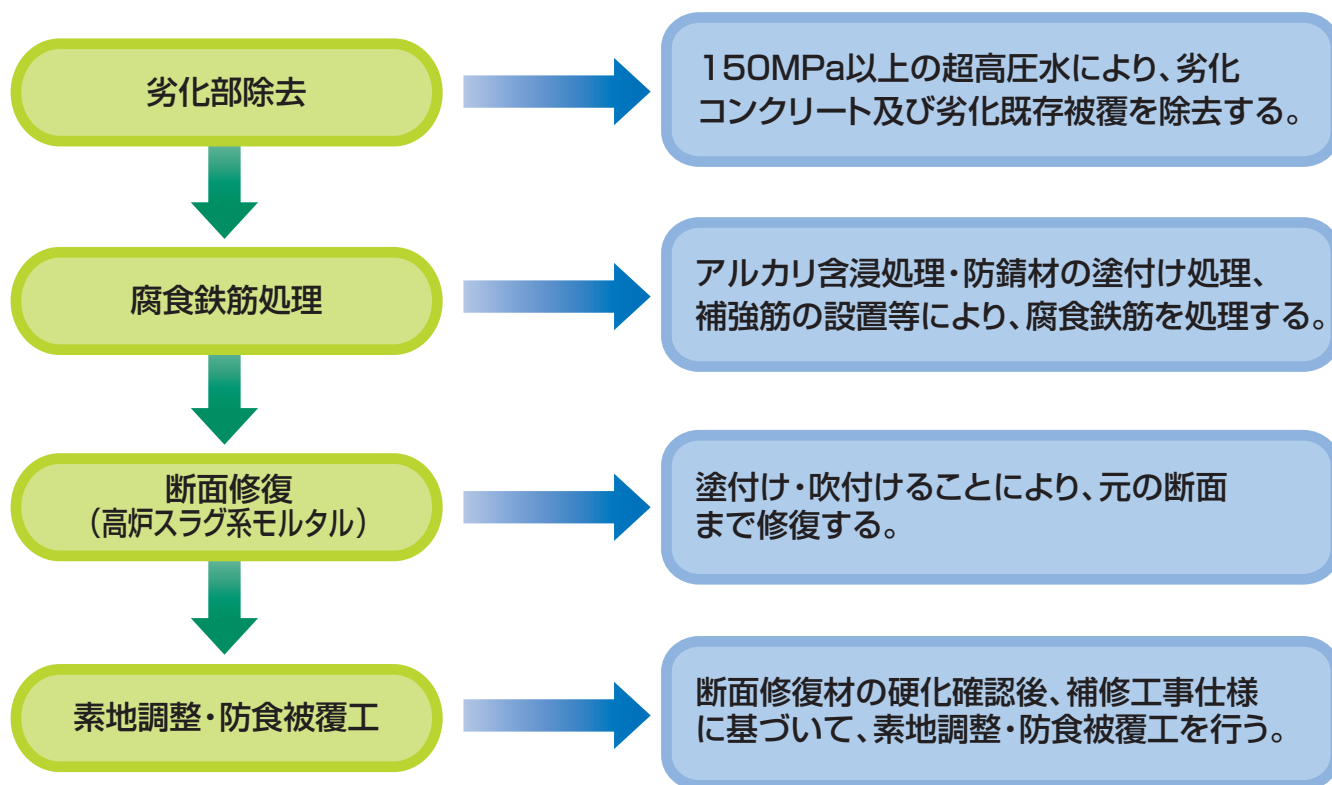 劣化部除去
150MPa以上の超高圧水により、劣化
コンクリート及び劣化既存被覆を除去する。
腐食鉄筋処理
アルカリ含浸処理・防錆材の塗付け処理、
補強筋の設置等により、腐食鉄筋を処理する。
断面修復
（高炉スラグ系モルタル）
塗付け・吹付けることにより、元の断面
まで修復する。
素地調整・防食被覆工
断面修復材の硬化確認後、補修工事仕様
に基づいて、素地調整・防食被覆工を行う。